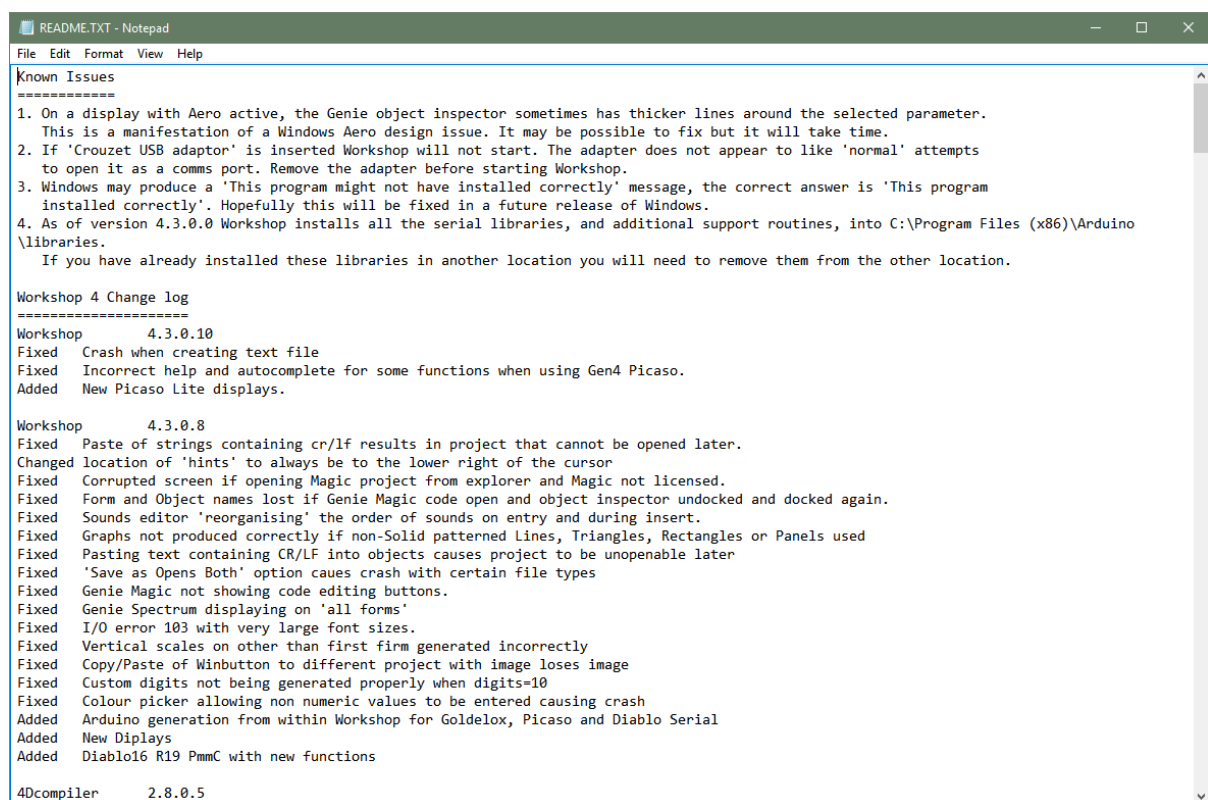 README.TXT - Notepad
File Edit Format View Help
Known Issues
============
1. On a display with Aero active, the Genie object inspector sometimes has thicker lines around the selected parameter.
This is a manifestation of a Windows Aero design issue. It may be possible to fix but it will take time.
2. If 'Crouzet USB adaptor' is inserted Workshop will not start. The adapter does not appear to like 'normal' attempts
to open it as a comms port. Remove the adapter before starting Workshop.
3. Windows may produce a 'This program might not have installed correctly' message, the correct answer is 'This program
installed correctly'. Hopefully this will be fixed in a future release of Windows.
4. As of version 4.3.0.0 Workshop installs all the serial libraries, and additional support routines, into C:\Program Files (x86)\Arduino
\libraries.
If you have already installed these libraries in another location you will need to remove them from the other location.
Workshop 4 Change log
=====================
Workshop 4.3.0.10
Fixed Crash when creating text file
Fixed Incorrect help and autocomplete for some functions when using Gen4 Picaso.
Added New Picaso Lite displays.
Workshop 4.3.0.8
Fixed Paste of strings containing cr/lf results in project that cannot be opened later.
Changed location of 'hints' to always be to the lower right of the cursor
Fixed Corrupted screen if opening Magic project from explorer and Magic not licensed.
Fixed Form and Object names lost if Genie Magic code open and object inspector undocked and docked again.
Fixed Sounds editor 'reorganising' the order of sounds on entry and during insert.
Fixed Graphs not produced correctly if non-Solid patterned Lines, Triangles, Rectangles or Panels used
Fixed Pasting text containing CR/LF into objects causes project to be unopenable later
Fixed 'Save as Opens Both' option caues crash with certain file types
Fixed Genie Magic not showing code editing buttons.
Fixed Genie Spectrum displaying on 'all forms'
Fixed I/O error 103 with very large font sizes.
Fixed Vertical scales on other than first firm generated incorrectly
Fixed Copy/Paste of Winbutton to different project with image loses image
Fixed Custom digits not being generated properly when digits=10
Fixed Colour picker allowing non numeric values to be entered causing crash
Added Arduino generation from within Workshop for Goldelox, Picaso and Diablo Serial
Added New Diplays
Added Diablo16 R19 PmmC with new functions
4Dcompiler 2.8.0.5